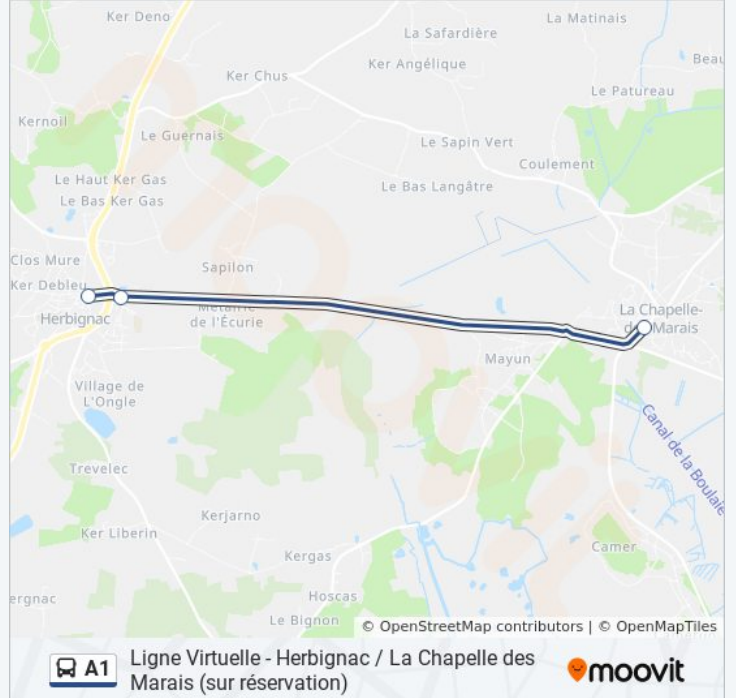 Ker Deno
La Matinais
La Safardière
Beau
Ker Angélique
Ker Chus
Le Patureau
Kernoil
Le Guernais
Le Sapin Vert
Coulement
Le Haut Ker Gas
Le Bas Langâtre
Le Bas Ker Gas
Clos Mure
Sapilon
Ker Debleu
Métairie
de l'Écurie
Herbignac
La Chapelle-
des Marais
Mayun
Village de
L'Ongle
Canal de la Boulaie
Trevelec
Kerjarno
Ker Liberin
Camer
Kergas
Hoscas
ergnac
Le Bignon
© OpenStreetMap contributors | © OpenMapTiles
A1
Ligne Virtuelle - Herbignac / La Chapelle des
Marais (sur réservation)
moovit